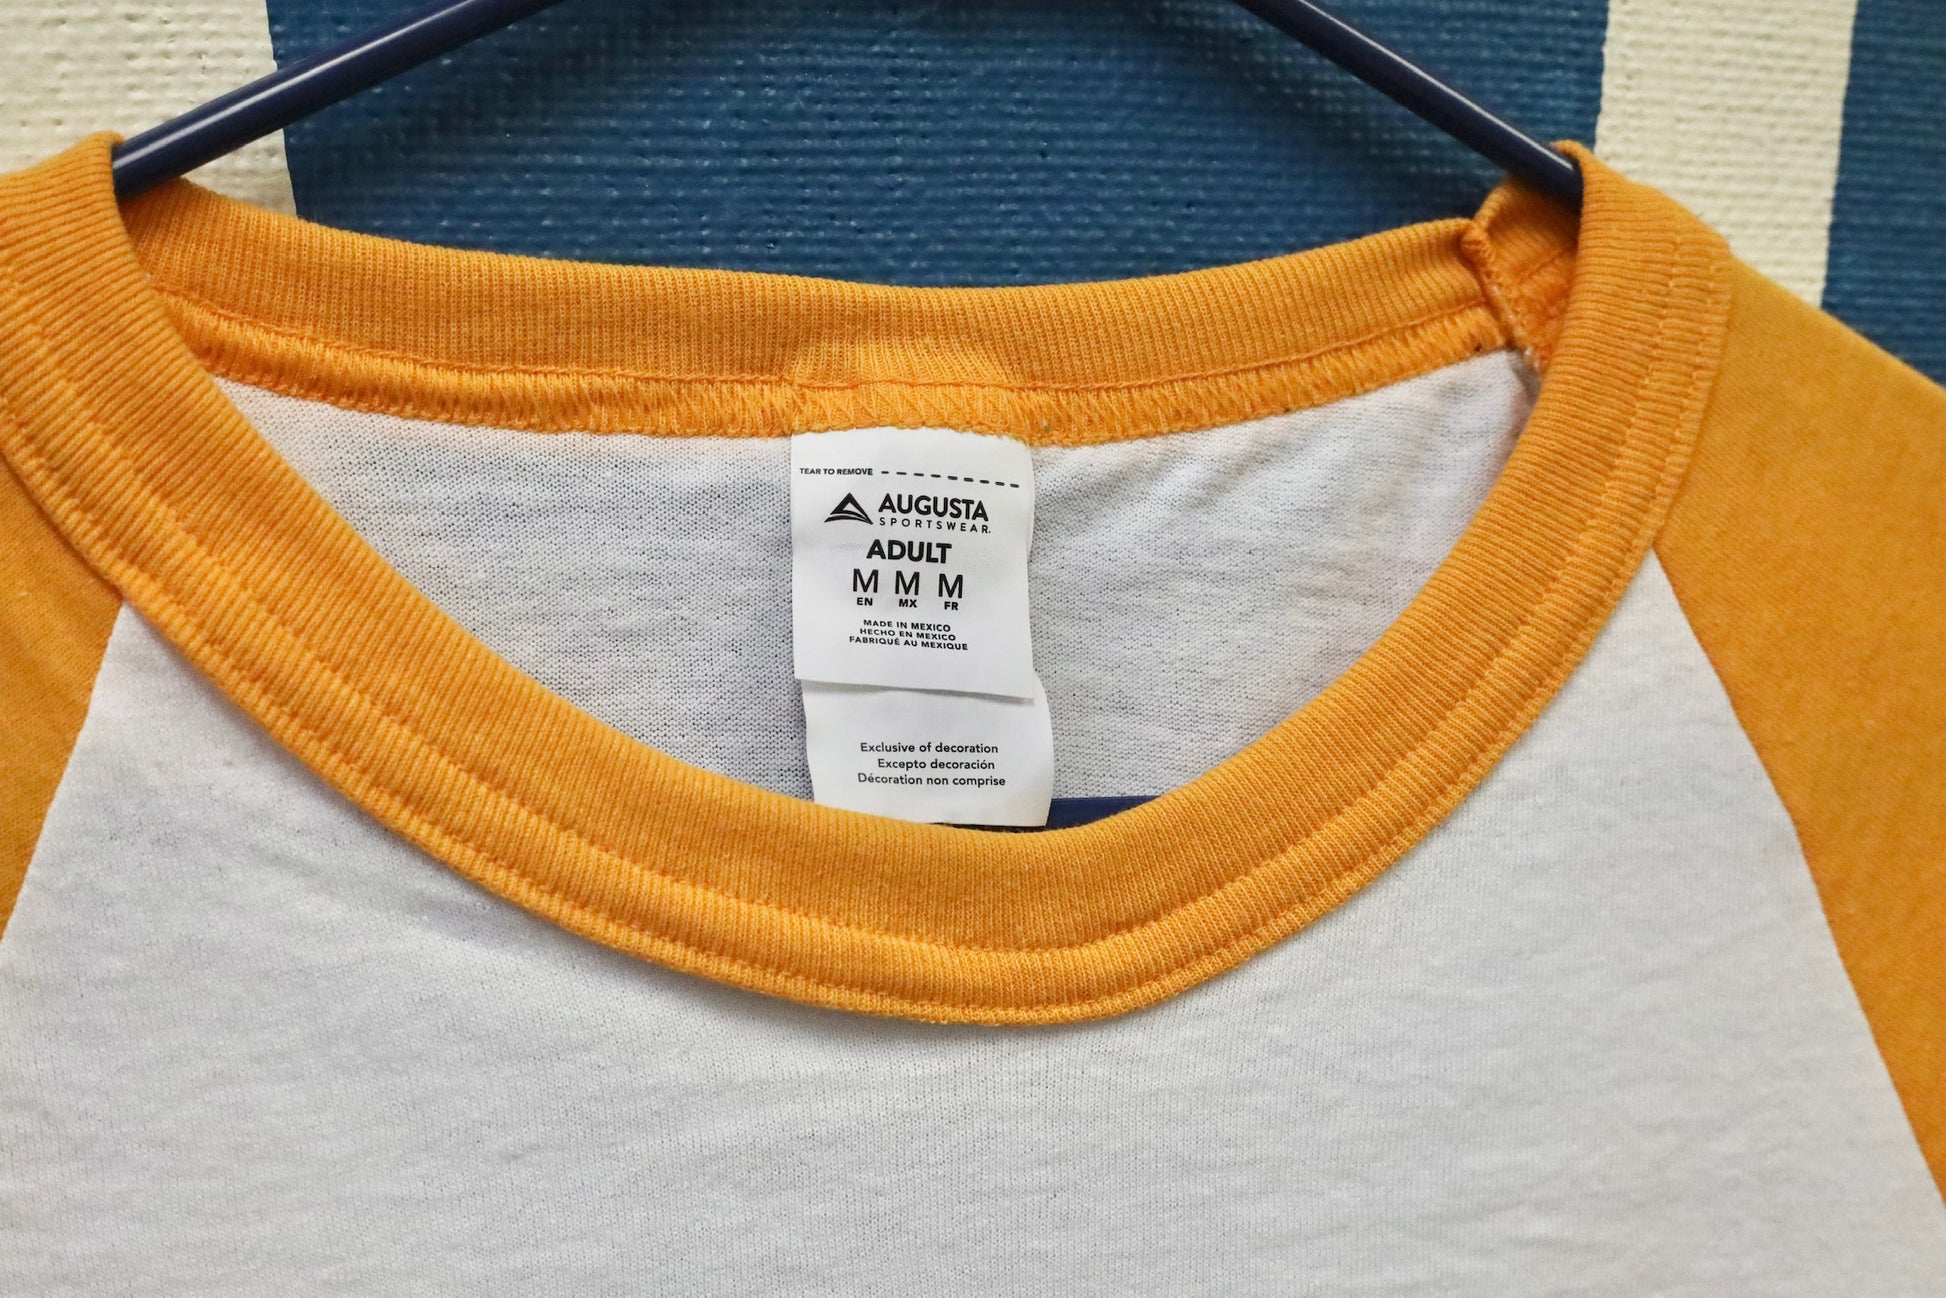 TEAR TO REMOVE
AUGUSTA
SPORTSWEAR.
ADULT
M M M
EN MX FR
MADE IN MEXICO
HECHO EN MEXICO
FABRIQUÉ AU MEXIQUE
Exclusive of decoration
Excepto decoración
Décoration non comprise